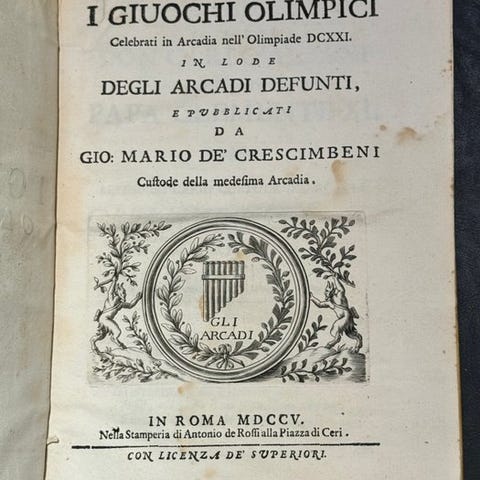 I GIUOCHI OLIMPICI
Celebrati in Arcadia nell' Olimpiade DCXXI.
IN LODE
DEGLI ARCADI DEFUNTI,
E PUBBLICATI
DA
GIO: MARIO DE' CRESCIMBENI
Custode della medesima Arcadia.
GLI
ARCADI
IN ROMA MDCCV.
Nella Stamperia di Antonio de Rossi alla Piazza di Ceri.
CON LICENZA DE' SUPERIORI.